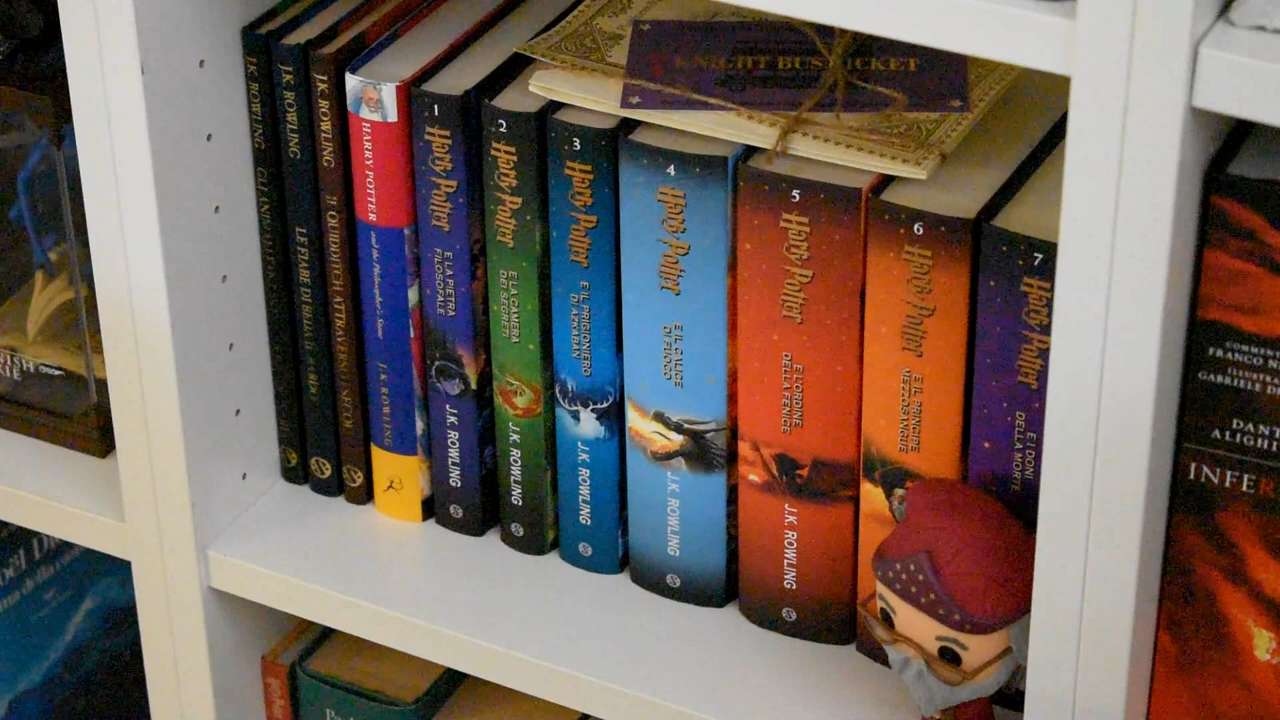 KNIGHT BUS TICKET
J.K. ROWLING
J.K. ROWLING LE FIABE DI BEDA IL BARDO
J.K. ROWLING IL QUIDDITCH ATTRAVERSO I SECOLI
HARRY POTTER and the Philosopher's Stone J.K. ROWLING
1
Harry Potter
E LA PIETRA
FILOSOFALE
J.K. ROWLING
2
Harry Potter
E LA CAMERA
DEI SEGRETI
J.K. ROWLING
3
Harry Potter
E IL PRIGIONIERO
DI AZKABAN
J.K. ROWLING
4
Harry Potter
E IL CALICE
DI FUOCO
J.K. ROWLING
5
Harry Potter
E L'ORDINE
DELLA FENICE
J.K. ROWLING
6
Harry Potter
E IL PRINCIPE
MEZZOSANGUE
7
Harry Potter
E I DONI
DELLA MORTE
FRANCO N
GABRIELE D
DANT
ALIGH
INFER